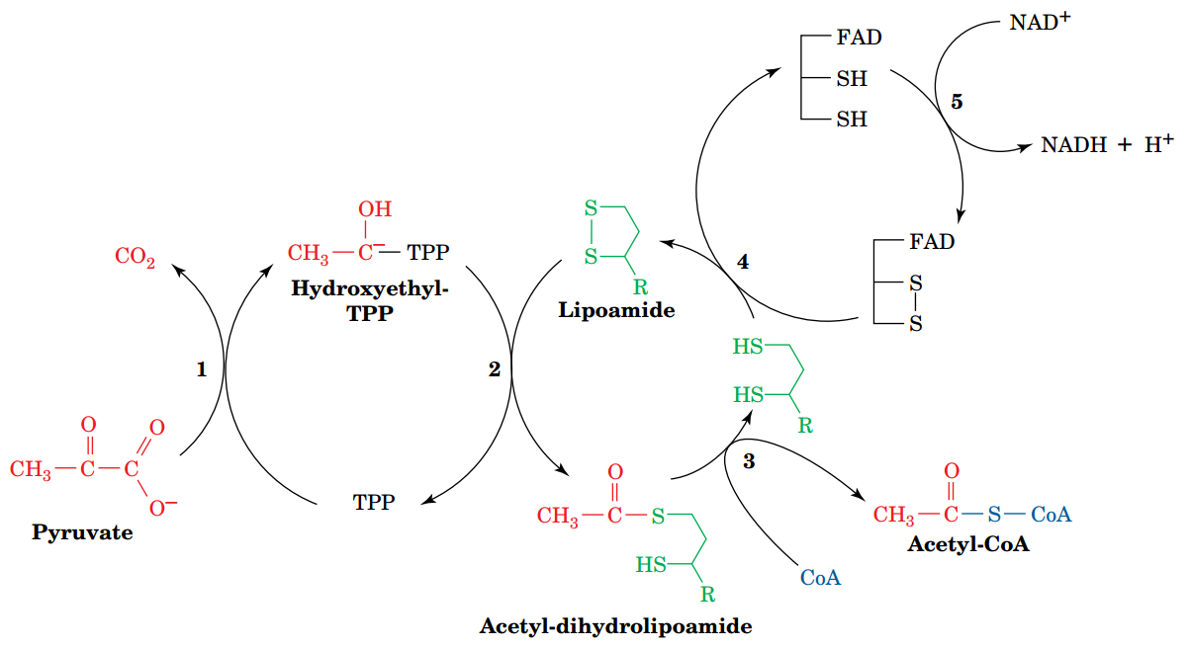 FAD
SH
SH
NAD⁺
5
NADH + H⁺
OH
CH₃—C⁻—TPP
Hydroxyethyl-
TPP
CO₂
S
S
R
Lipoamide
4
FAD
S
S
1
2
HS
HS
R
O
O
CH₃—C—C
O⁻
Pyruvate
TPP
3
O
CH₃—C—S
HS
R
Acetyl-dihydrolipoamide
CoA
O
CH₃—C—S—CoA
Acetyl-CoA